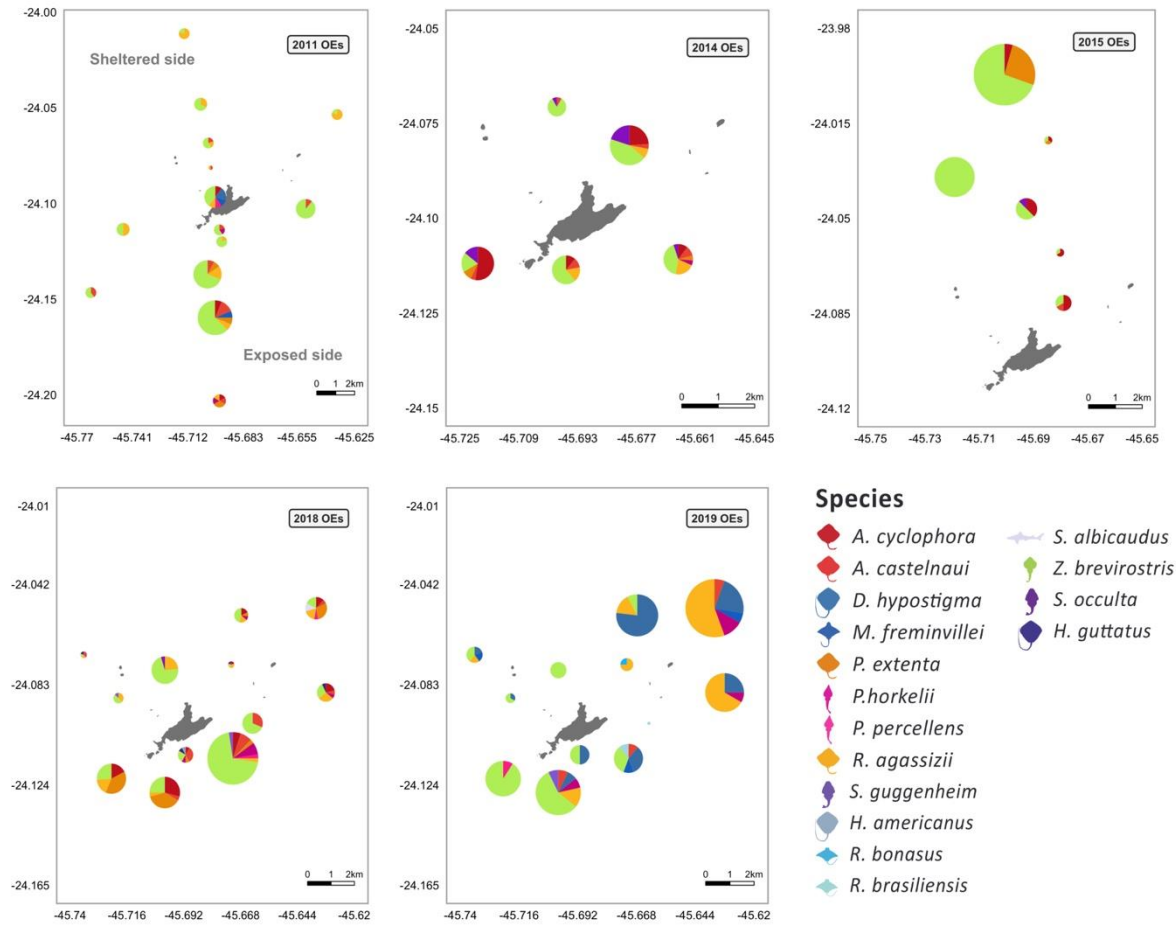 2011 OEs
Sheltered side
Exposed side
-24.00
-24.05
-24.10
-24.15
-24.20
0 1 2km
-45.77 -45.741 -45.712 -45.683 -45.655 -45.625
2014 OEs
-24.05
-24.075
-24.10
-24.125
-24.15
0 1 2km
-45.725 -45.709 -45.693 -45.677 -45.661 -45.645
2015 OEs
-23.98
-24.015
-24.05
-24.085
-24.12
0 1 2km
-45.75 -45.73 -45.71 -45.69 -45.67 -45.65
2018 OEs
-24.01
-24.042
-24.083
-24.124
-24.165
0 1 2km
-45.74 -45.716 -45.692 -45.668 -45.644 -45.62
2019 OEs
-24.01
-24.042
-24.083
-24.124
-24.165
0 1 2km
-45.74 -45.716 -45.692 -45.668 -45.644 -45.62
Species
A. cyclophora
A. castelnaui
D. hypostigma
M. freminvillei
P. extenta
P.horkelii
P. percellens
R. agassizii
S. guggenheim
H. americanus
R. bonasus
R. brasiliensis
S. albicaudus
Z. brevirostris
S. occulta
H. guttatus